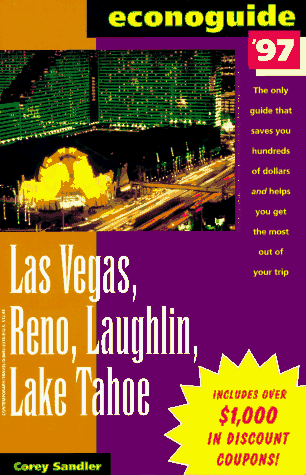 econoguide
'97
The only
guide that
saves you
hundreds
of dollars
and helps
you get
the most
out of
your trip
Las Vegas,
Reno, Laughlin,
Lake Tahoe
INCLUDES OVER
$1,000
IN DISCOUNT
COUPONS!
Corey Sandler